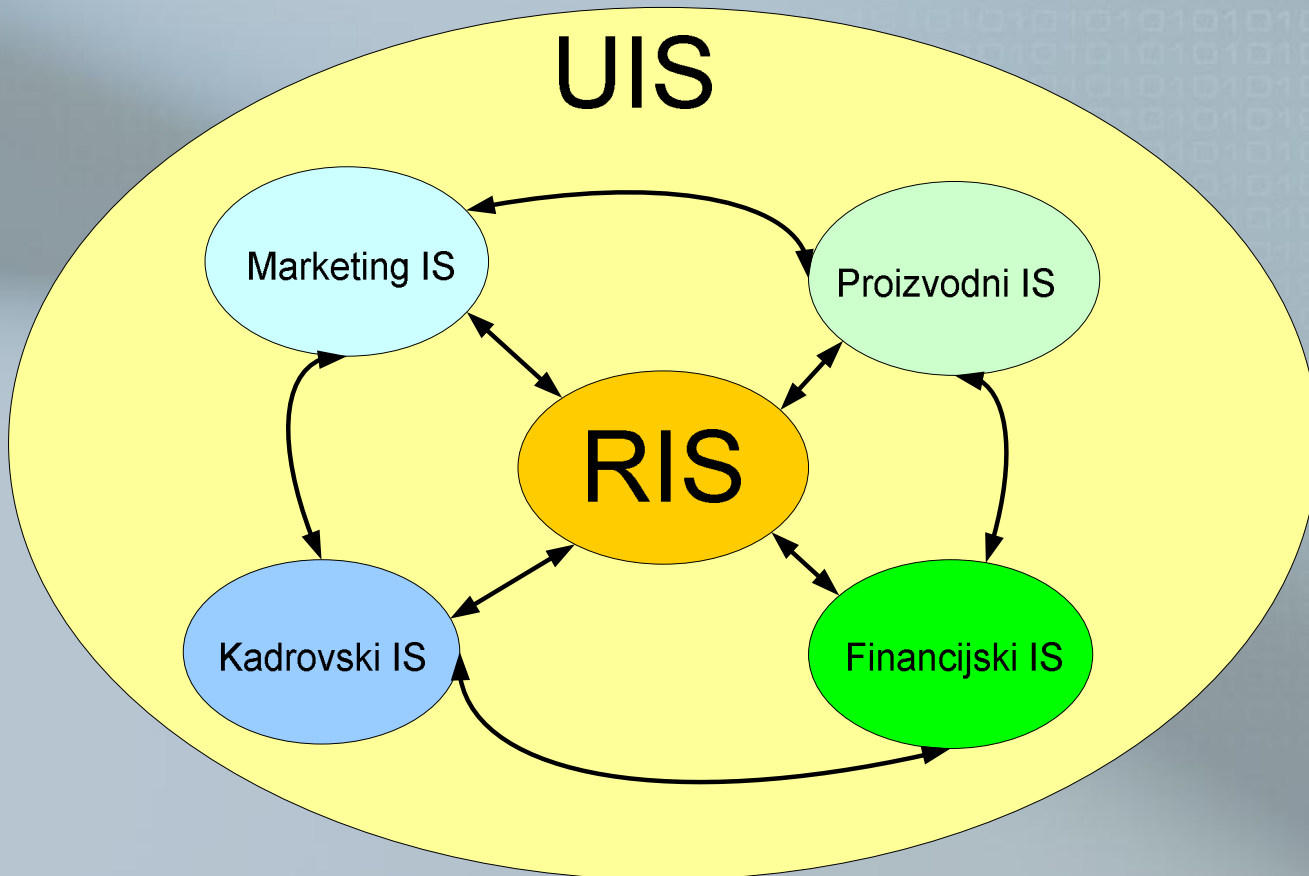 UIS
Marketing IS
Proizvodni IS
RIS
Kadrovski IS
Financijski IS